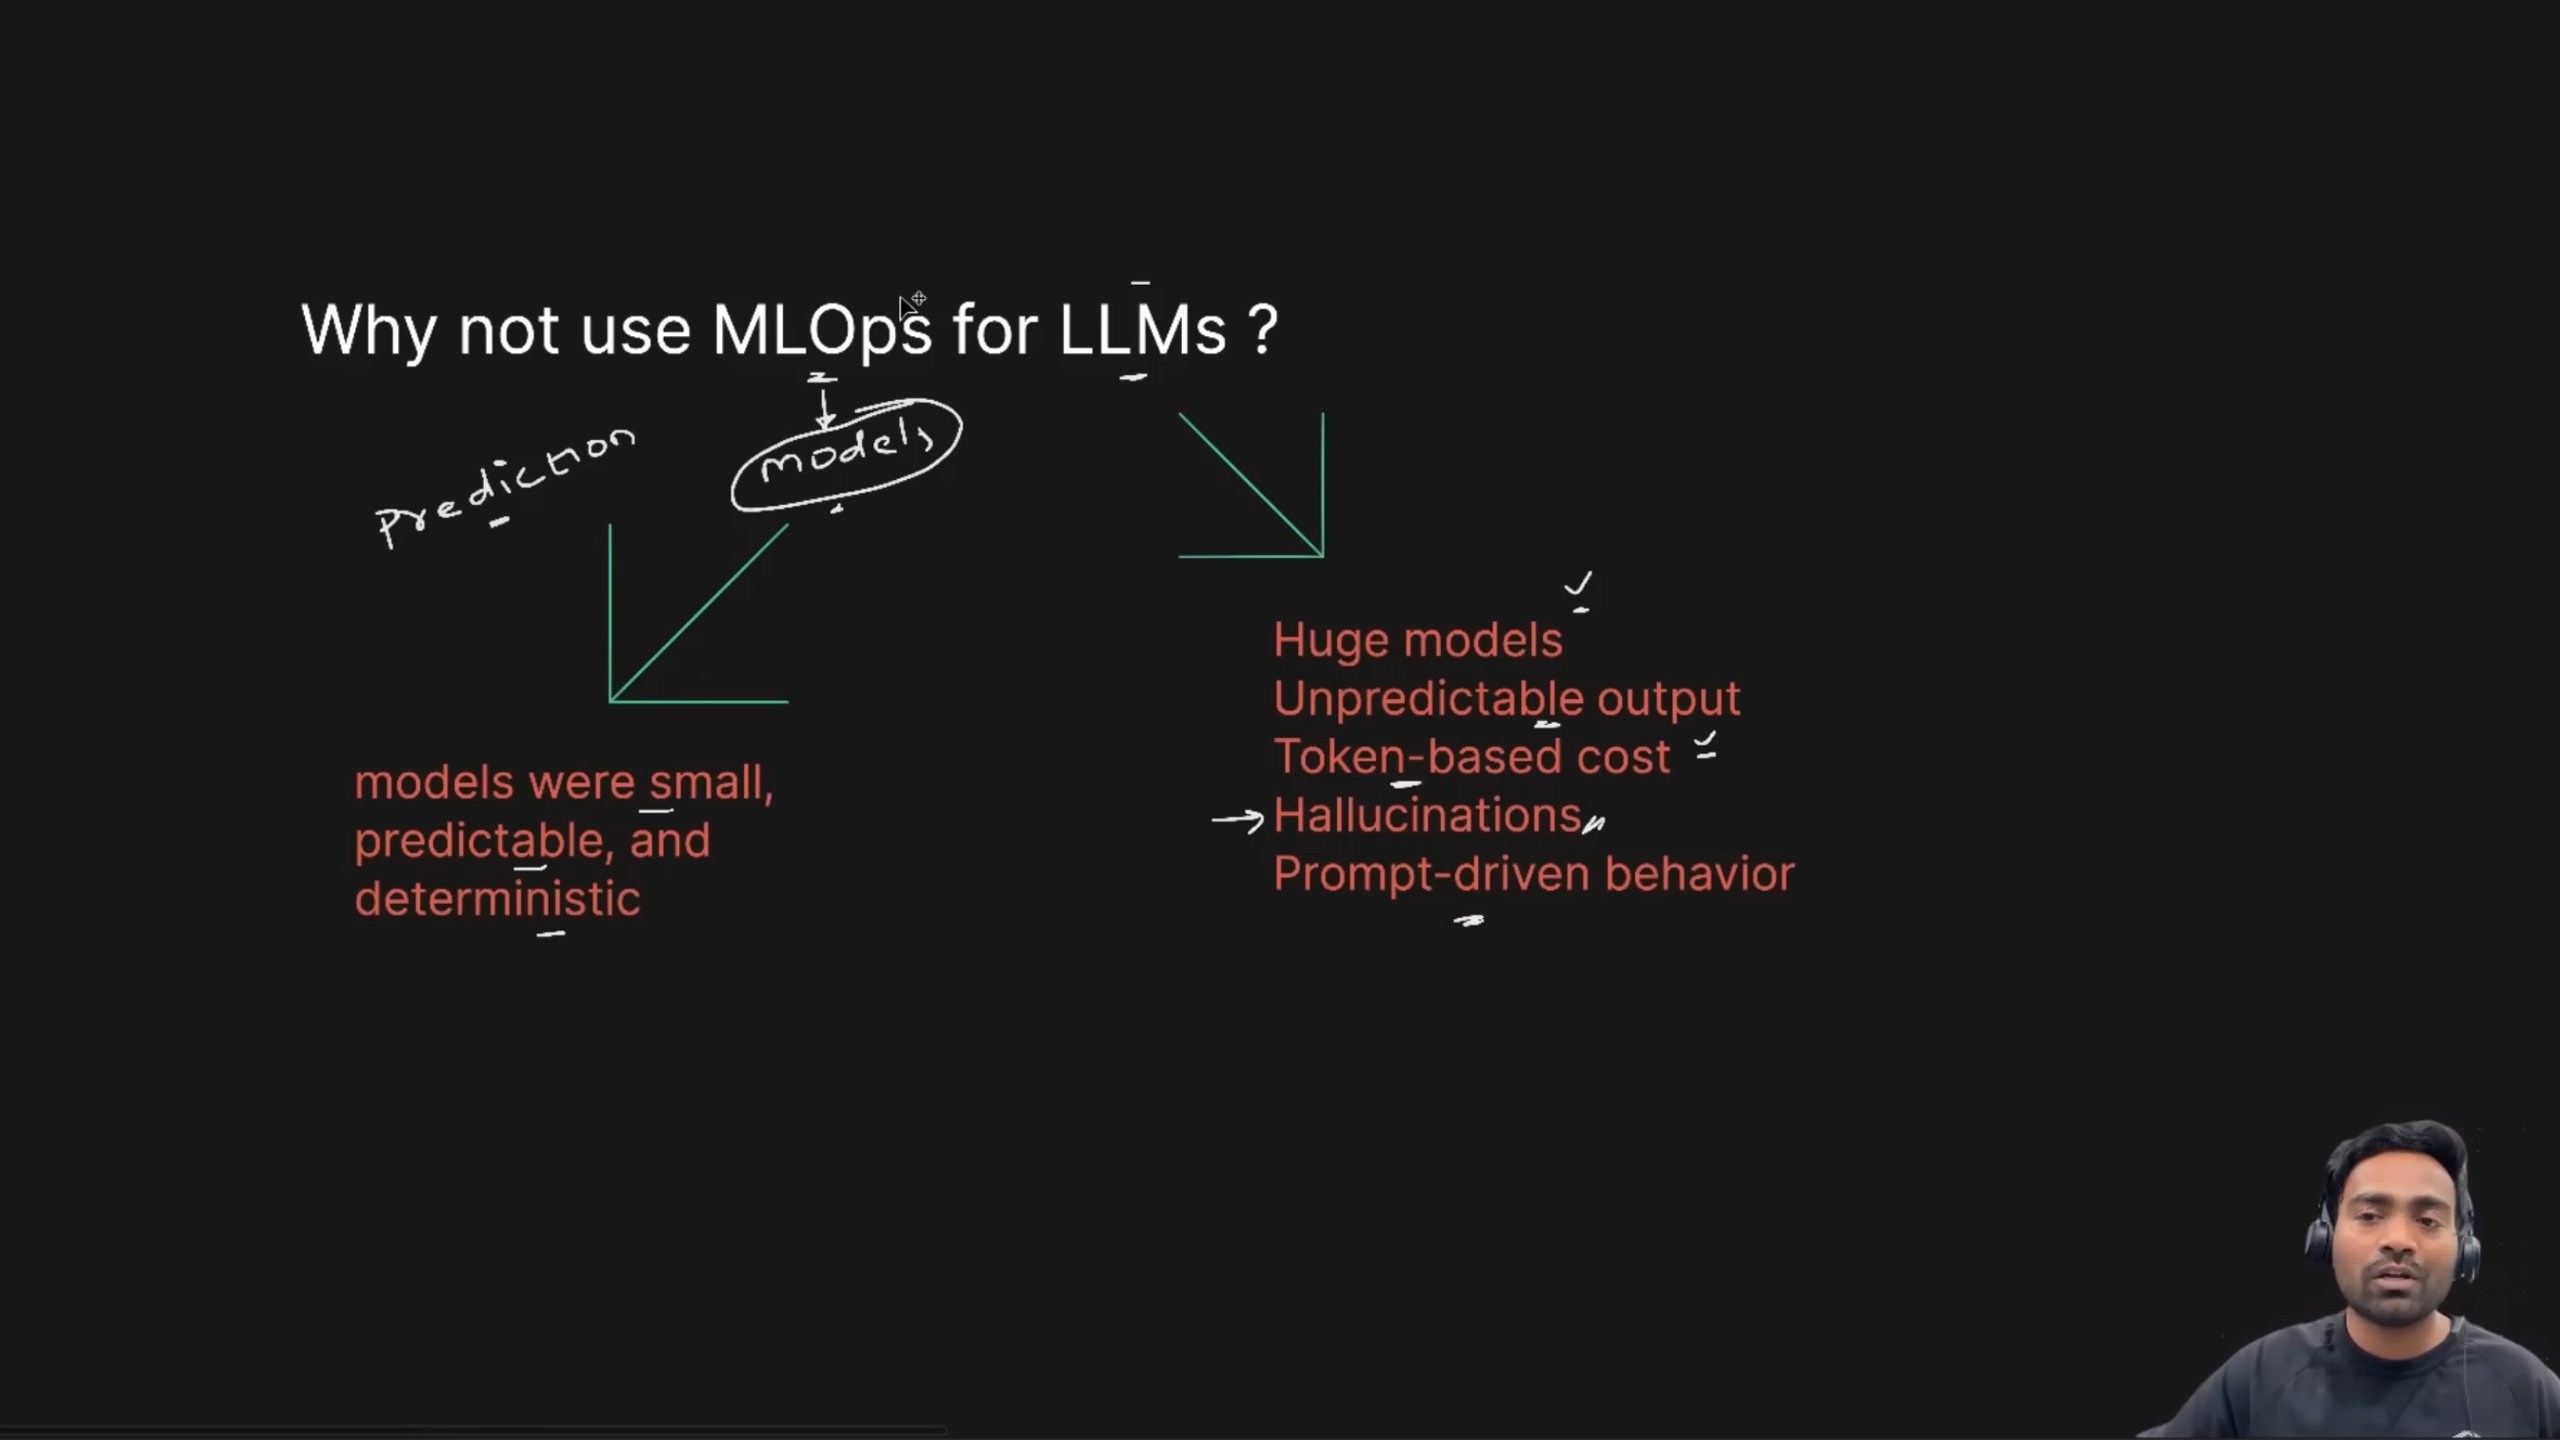 Why not use MLOps for LLMs ?
prediction
models
models were small,
predictable, and
deterministic
Huge models
Unpredictable output
Token-based cost
Hallucinations
Prompt-driven behavior